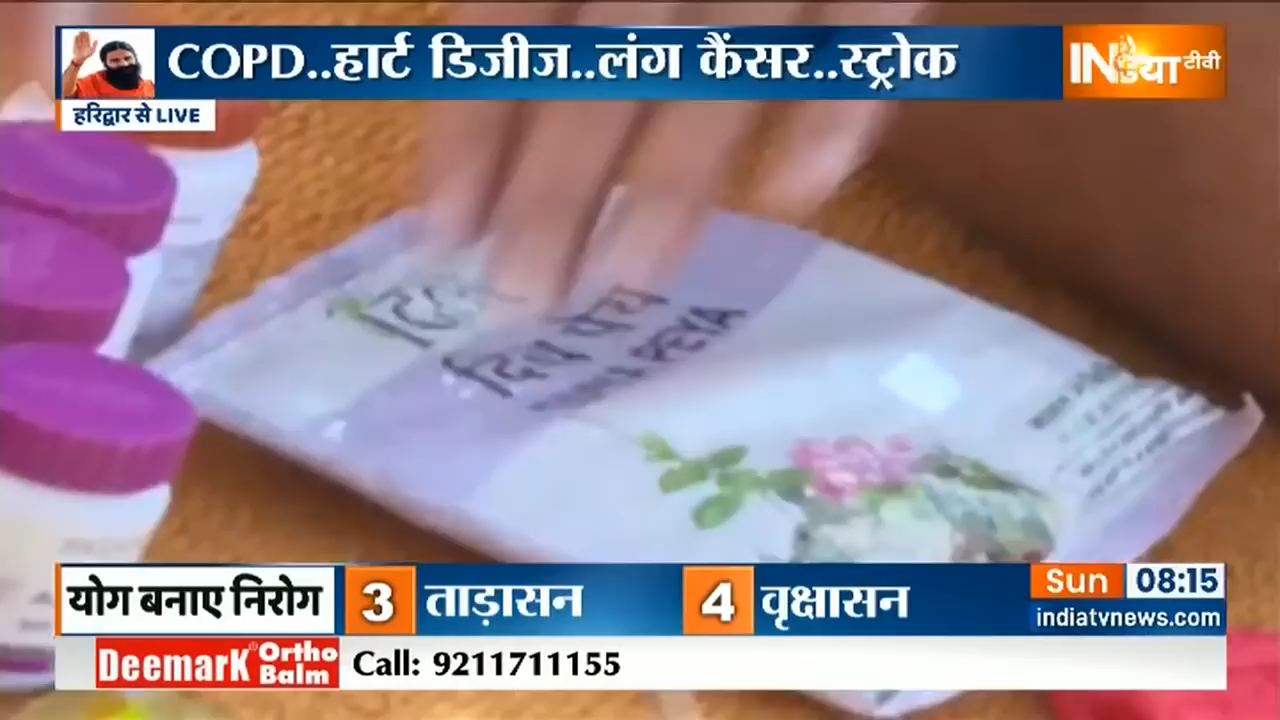 COPD..हार्ट डिजीज..लंग कैंसर..स्ट्रोक
INडिया टीवी
हरिद्वार से LIVE
दिव्य पेय
PEYA
योग बनाए निरोग
3 ताड़ासन
4 वृक्षासन
Sun 08:15
indiatvnews.com
Deemark Ortho Balm
Call: 9211711155